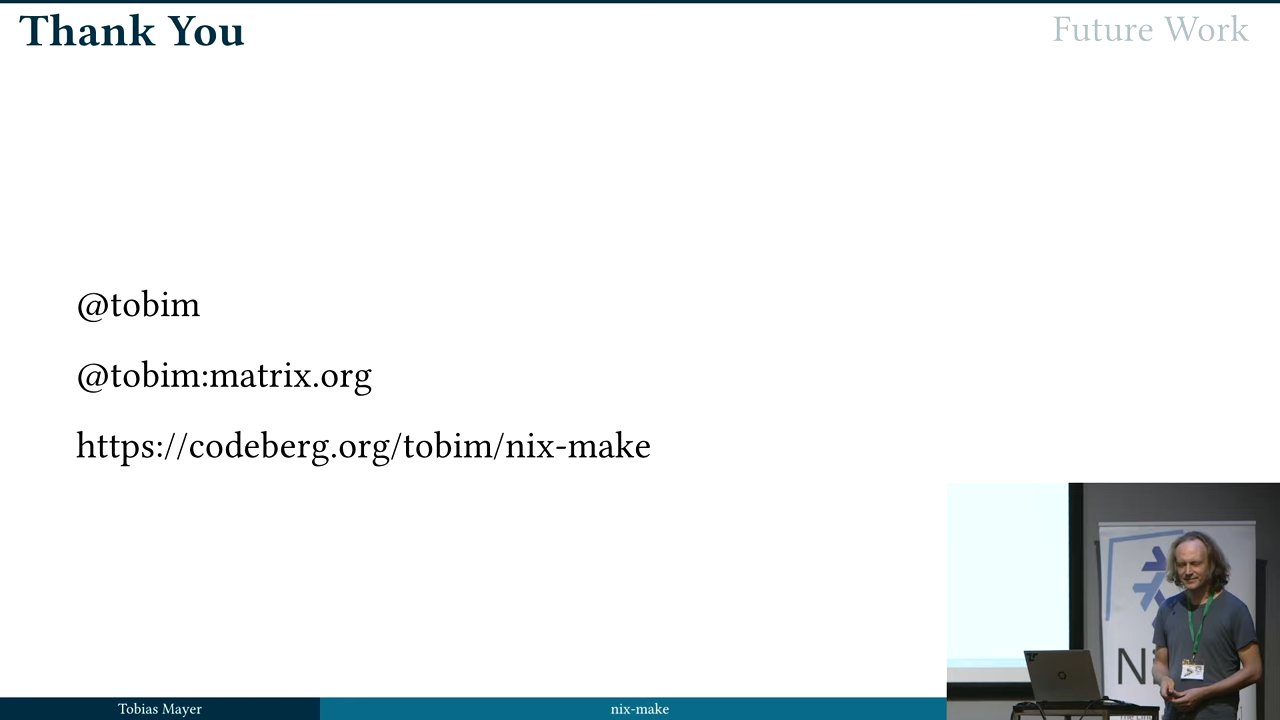 Thank You
Future Work
@tobim
@tobim:matrix.org
https://codeberg.org/tobim/nix-make
Tobias Mayer
nix-make